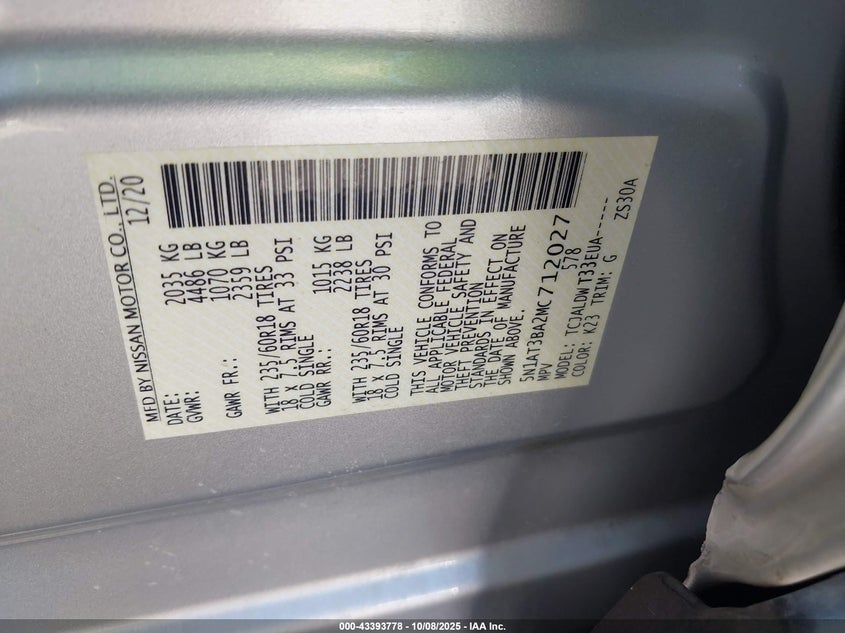 MFD BY NISSAN MOTOR CO., LTD.
DATE: 12/20
GVWR: 2035 KG
4486 LB
GAWR FR.: 1070 KG
2359 LB
WITH 235/60R18 TIRES
18 x 7.5 RIMS AT 33 PSI
COLD SINGLE
GAWR RR.: 1015 KG
2238 LB
WITH 235/60R18 TIRES
18 x 7.5 RIMS AT 30 PSI
COLD SINGLE
THIS VEHICLE CONFORMS TO
ALL APPLICABLE FEDERAL
MOTOR VEHICLE SAFETY AND
THEFT PREVENTION
STANDARDS IN EFFECT ON
THE DATE OF MANUFACTURE
SHOWN ABOVE.
5N1AT3BA2MC712027
MPV 578
MODEL: TCJALDWT33EUA-----
COLOR: K23 TRIM: G ZS30A
000-43393778 - 10/08/2025 - IAA Inc.